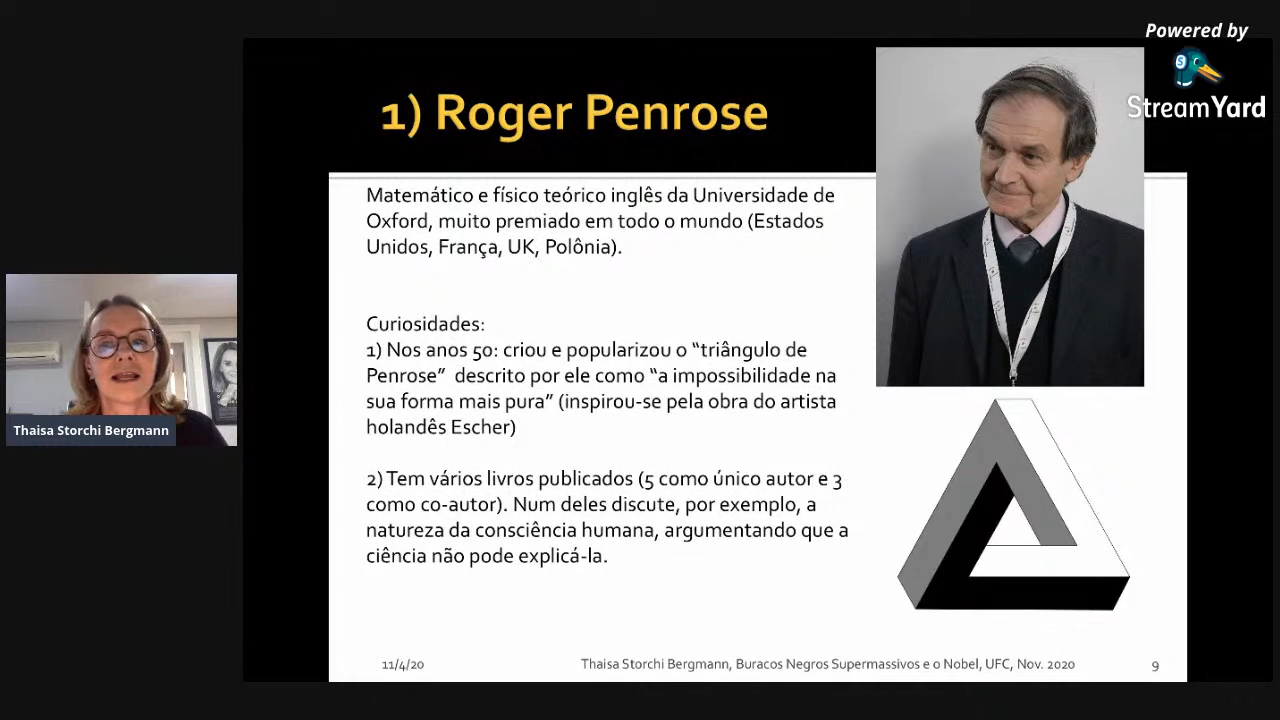 Powered by
StreamYard
1) Roger Penrose
Matemático e físico teórico inglês da Universidade de
Oxford, muito premiado em todo o mundo (Estados
Unidos, França, UK, Polônia).
Curiosidades:
1) Nos anos 50: criou e popularizou o “triângulo de
Penrose” descrito por ele como “a impossibilidade na
sua forma mais pura” (inspirou-se pela obra do artista
holandês Escher)
2) Tem vários livros publicados (5 como único autor e 3
como co-autor). Num deles discute, por exemplo, a
natureza da consciência humana, argumentando que a
ciência não pode explicá-la.
Thaisa Storchi Bergmann
11/4/20
Thaisa Storchi Bergmann, Buracos Negros Supermassivos e o Nobel, UFC, Nov. 2020
9